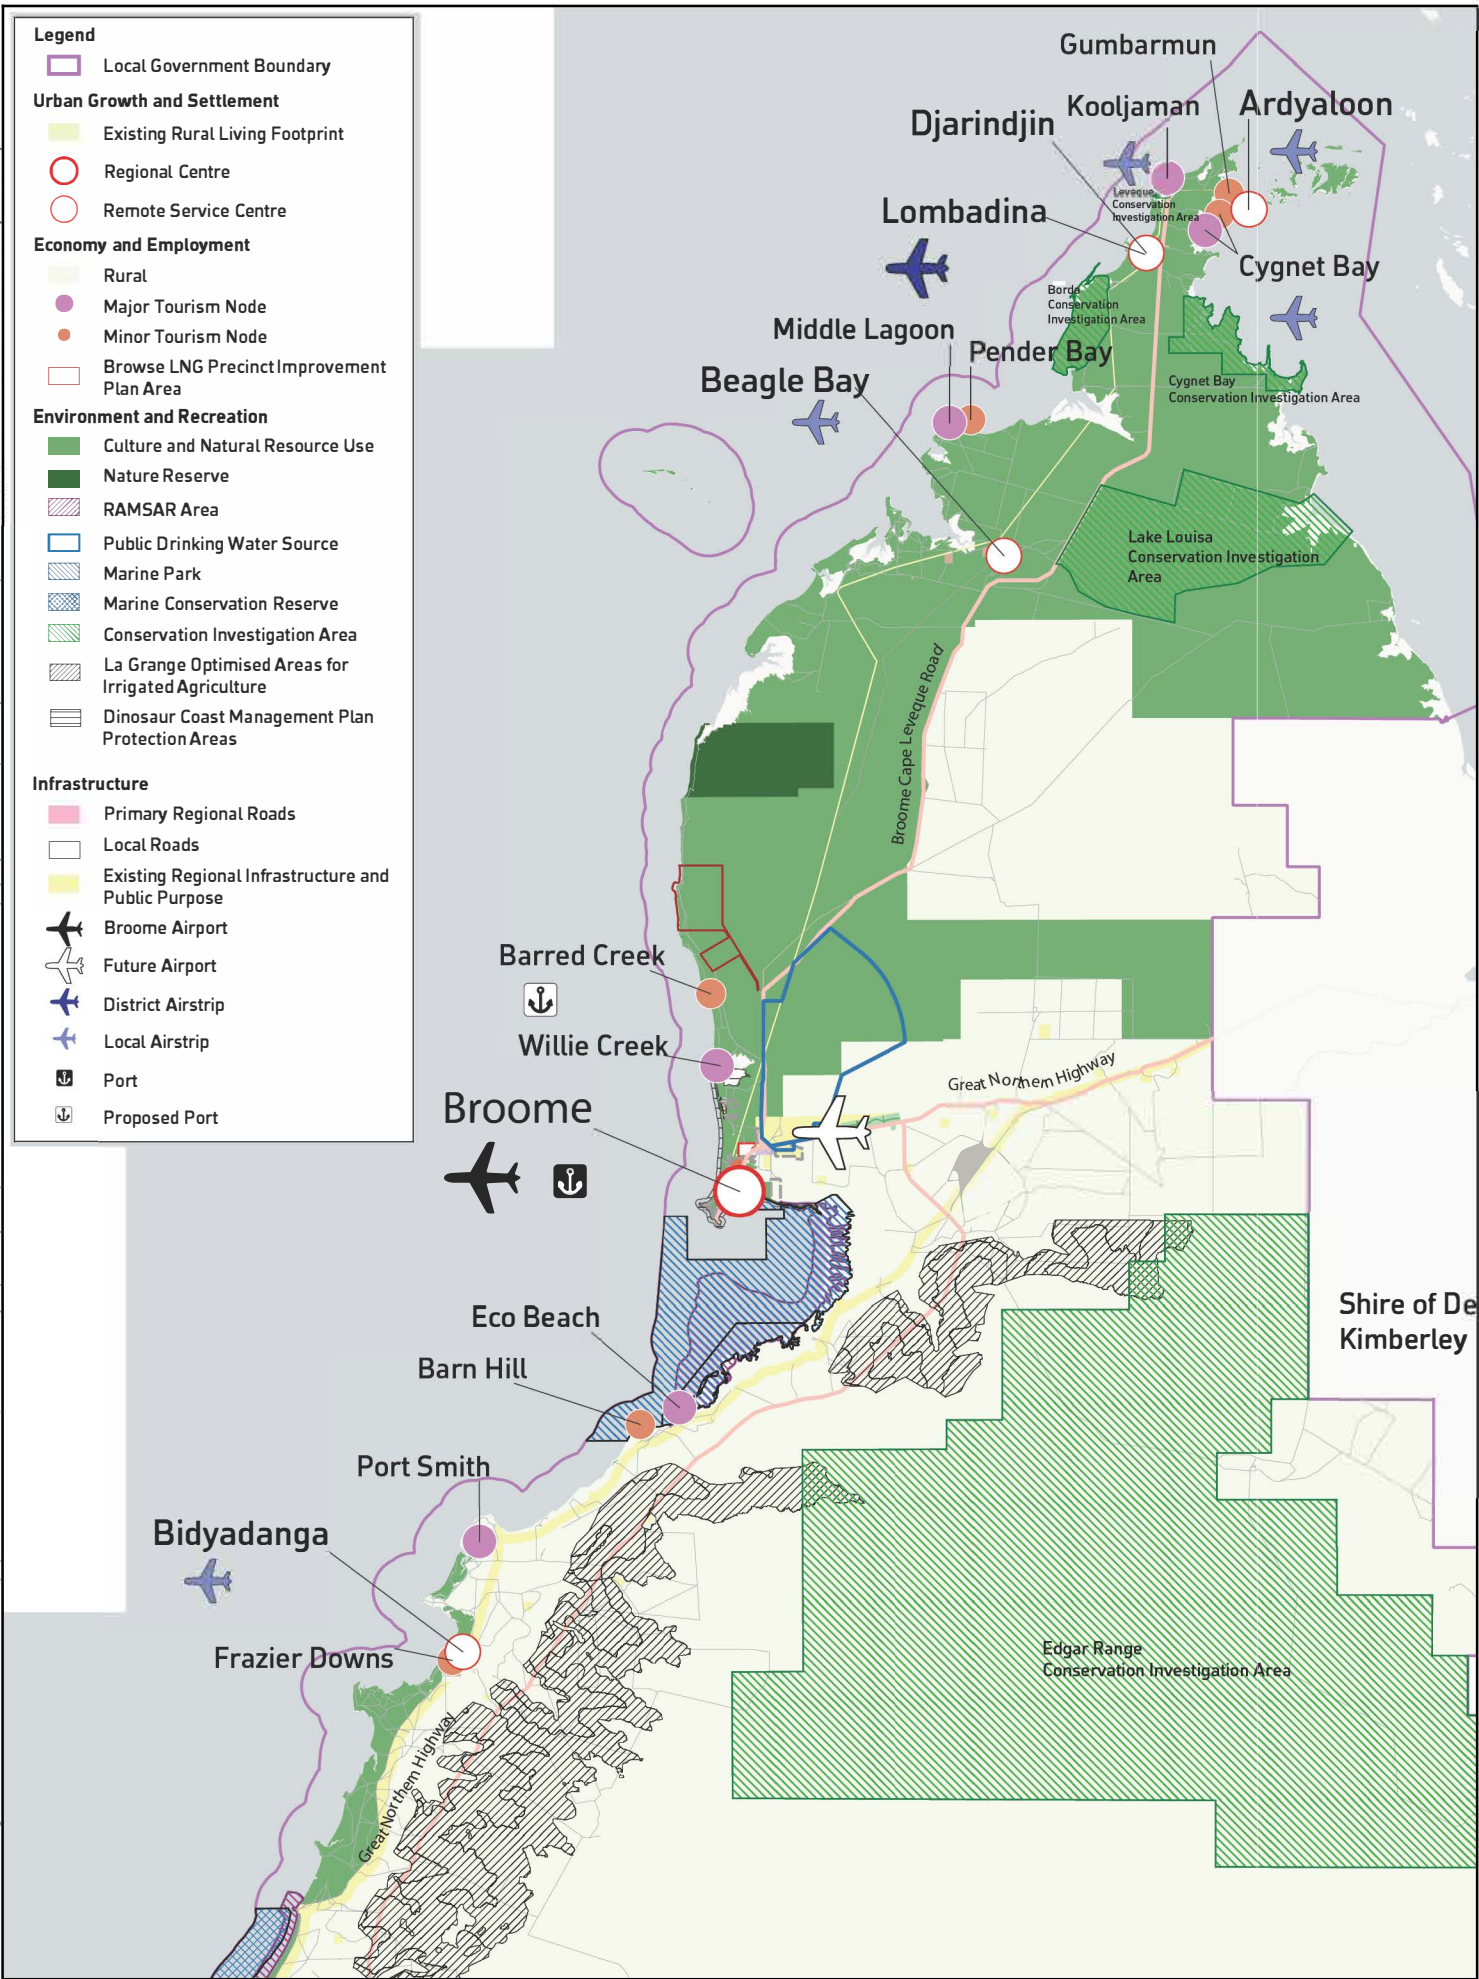 Legend
Local Government Boundary
Urban Growth and Settlement
Existing Rural Living Footprint
Regional Centre
Remote Service Centre
Economy and Employment
Rural
Major Tourism Node
Minor Tourism Node
Browse LNG Precinct Improvement
Plan Area
Environment and Recreation
Culture and Natural Resource Use
Nature Reserve
RAMSAR Area
Public Drinking Water Source
Marine Park
Marine Conservation Reserve
Conservation Investigation Area
La Grange Optimised Areas for
Irrigated Agriculture
Dinosaur Coast Management Plan
Protection Areas
Infrastructure
Primary Regional Roads
Local Roads
Existing Regional Infrastructure and
Public Purpose
Broome Airport
Future Airport
District Airstrip
Local Airstrip
Port
Proposed Port
Gumbarmun
Kooljaman
Ardyaloon
Djarindjin
Leveque
Conservation
Investigation Area
Lombadina
Cygnet Bay
Borda
Conservation
Investigation Area
Middle Lagoon
Pender Bay
Beagle Bay
Cygnet Bay
Conservation Investigation Area
Lake Louisa
Conservation Investigation
Area
Broome Cape Leveque Road
Barred Creek
Willie Creek
Great Northern Highway
Broome
Eco Beach
Barn Hill
Shire of De
Kimberley
Port Smith
Bidyadanga
Frazier Downs
Edgar Range
Conservation Investigation Area
Great Northern Highway